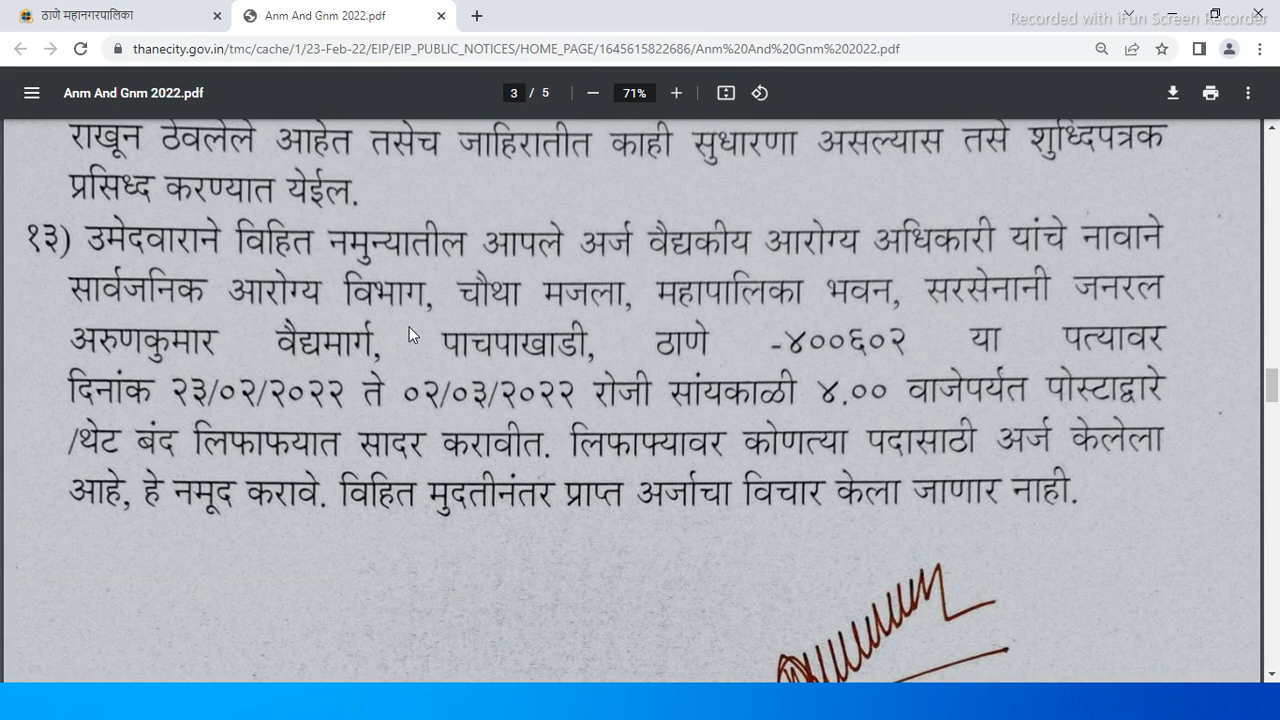 ठाणे महानगरपालिका
Anm And Gnm 2022.pdf
Recorded with iFun Screen Recorder
thanecity.gov.in/tmc/cache/1/23-Feb-22/EIP/EIP_PUBLIC_NOTICES/HOME_PAGE/1645615822686/Anm%20And%20Gnm%202022.pdf
Anm And Gnm 2022.pdf
3 / 5
71%
राखून ठेवलेले आहेत तसेच जाहिरातीत काही सुधारणा असल्यास तसे शुध्दिपत्रक
प्रसिध्द करण्यात येईल.
१३) उमेदवाराने विहित नमुन्यातील आपले अर्ज वैद्यकीय आरोग्य अधिकारी यांचे नावाने
सार्वजनिक आरोग्य विभाग, चौथा मजला, महापालिका भवन, सरसेनानी जनरल
अरुणकुमार वैद्यमार्ग, पाचपाखाडी, ठाणे -४००६०२ या पत्यावर
दिनांक २३/०२/२०२२ ते ०२/०३/२०२२ रोजी सांयकाळी ४.०० वाजेपर्यंत पोस्टाद्वारे
/थेट बंद लिफाफयात सादर करावीत. लिफाफ्यावर कोणत्या पदासाठी अर्ज केलेला
आहे, हे नमूद करावे. विहित मुदतीनंतर प्राप्त अर्जाचा विचार केला जाणार नाही.